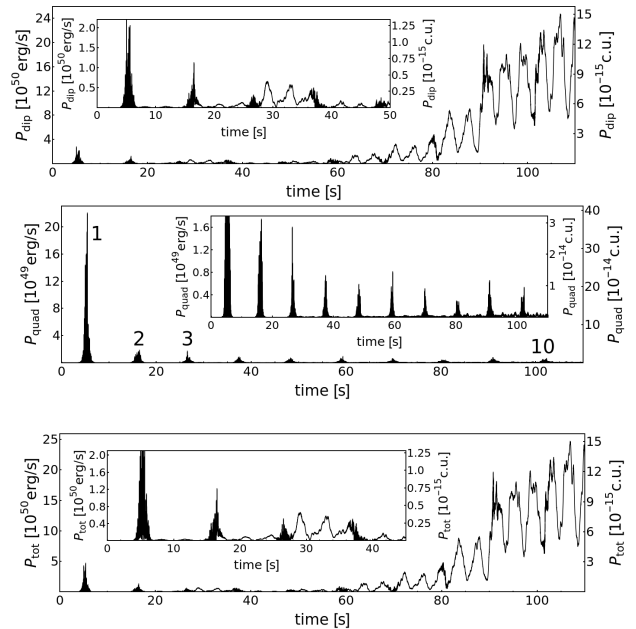 26
24
20
16
12
8
4
P_dip [10^50 erg/s]
0 20 40 60 80 100
time [s]
15
12
9
6
3
P_dip [10^-15 c.u.]
2.0
1.5
1.0
0.5
P_dip [10^50 erg/s]
0 10 20 30 40 50
time [s]
1.25
1.00
0.75
0.50
0.25
P_dip [10^-15 c.u.]
20
16
12
8
4
P_quad [10^49 erg/s]
1
2
3
10
0 20 40 60 80 100
time [s]
40
30
20
10
P_quad [10^-14 c.u.]
1.6
1.2
0.8
0.4
P_quad [10^49 erg/s]
0 20 40 60 80 100
time [s]
3
2
1
P_quad [10^-14 c.u.]
25
20
15
10
5
P_tot [10^50 erg/s]
0 20 40 60 80 100
time [s]
15
12
9
6
3
P_tot [10^-15 c.u.]
2.0
1.6
1.2
0.8
0.4
P_tot [10^50 erg/s]
0 10 20 30 40
time [s]
1.25
1.0
0.75
0.50
0.25
P_tot [10^-15 c.u.]